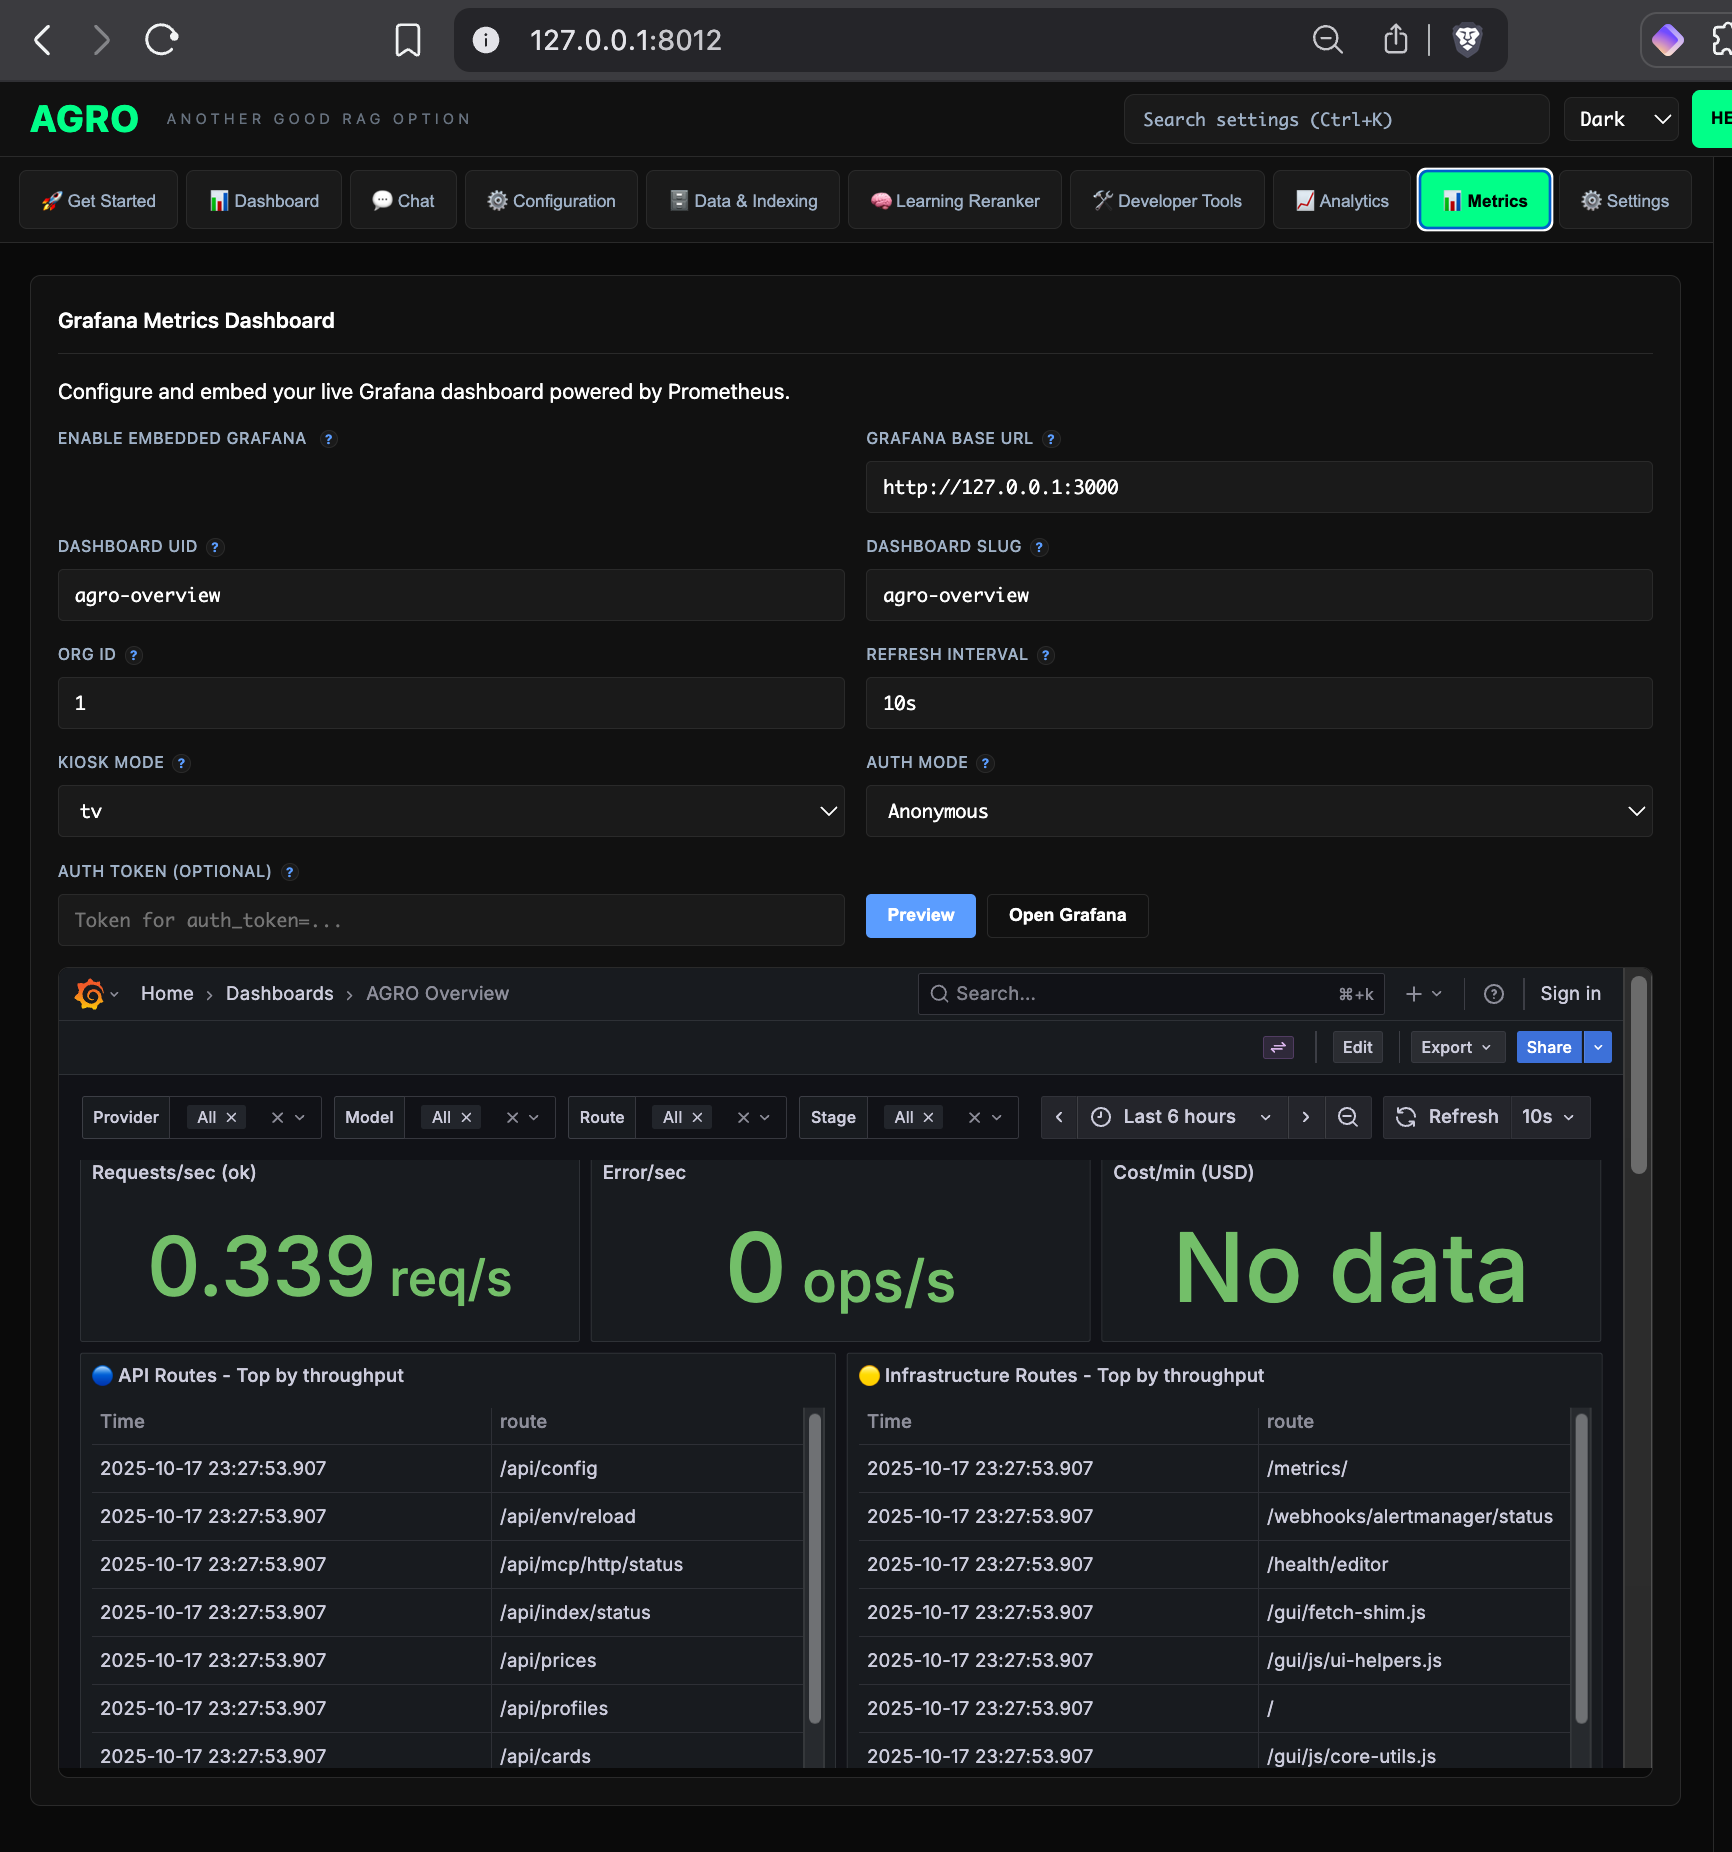 127.0.0.1:8012
AGRO ANOTHER GOOD RAG OPTION Search settings (Ctrl+K) Dark HE
Get Started Dashboard Chat Configuration Data & Indexing Learning Reranker Developer Tools Analytics Metrics Settings
Grafana Metrics Dashboard
Configure and embed your live Grafana dashboard powered by Prometheus.
ENABLE EMBEDDED GRAFANA ? GRAFANA BASE URL ?
http://127.0.0.1:3000
DASHBOARD UID ? DASHBOARD SLUG ?
agro-overview agro-overview
ORG ID ? REFRESH INTERVAL ?
1 10s
KIOSK MODE ? AUTH MODE ?
tv Anonymous
AUTH TOKEN (OPTIONAL) ?
Token for auth_token=... Preview Open Grafana
Home › Dashboards › AGRO Overview Search... ⌘+k Sign in
Edit Export Share
Provider All Model All Route All Stage All Last 6 hours Refresh 10s
Requests/sec (ok) Error/sec Cost/min (USD)
0.339 req/s 0 ops/s No data
API Routes - Top by throughput Infrastructure Routes - Top by throughput
Time route Time route
2025-10-17 23:27:53.907 /api/config 2025-10-17 23:27:53.907 /metrics/
2025-10-17 23:27:53.907 /api/env/reload 2025-10-17 23:27:53.907 /webhooks/alertmanager/status
2025-10-17 23:27:53.907 /api/mcp/http/status 2025-10-17 23:27:53.907 /health/editor
2025-10-17 23:27:53.907 /api/index/status 2025-10-17 23:27:53.907 /gui/fetch-shim.js
2025-10-17 23:27:53.907 /api/prices 2025-10-17 23:27:53.907 /gui/js/ui-helpers.js
2025-10-17 23:27:53.907 /api/profiles 2025-10-17 23:27:53.907 /
2025-10-17 23:27:53.907 /api/cards 2025-10-17 23:27:53.907 /gui/js/core-utils.js